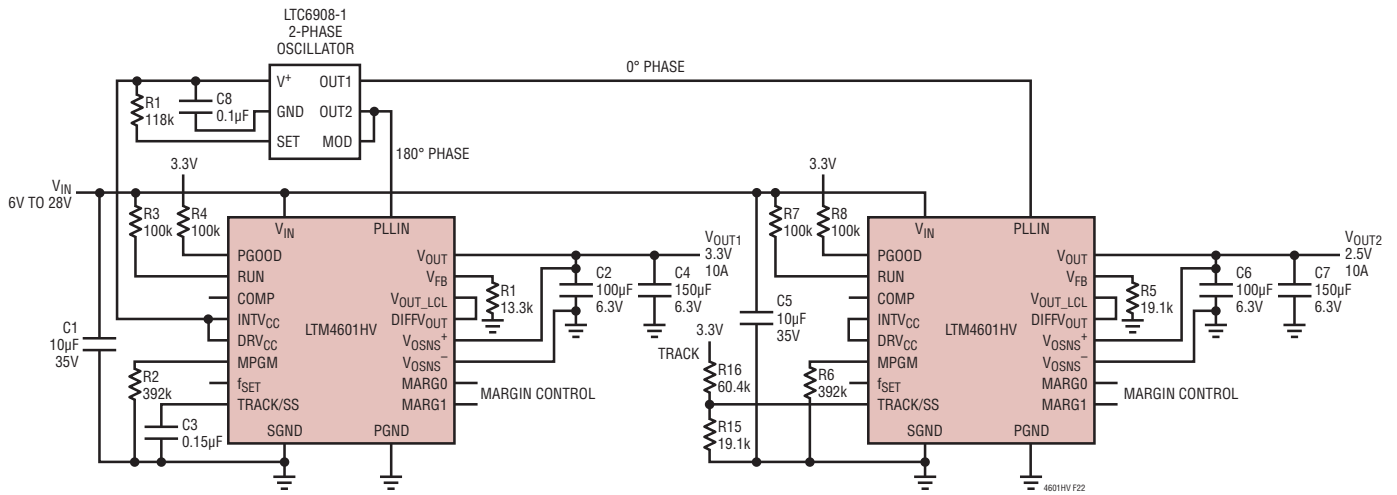 LTC6908-1
2-PHASE
OSCILLATOR
V+
OUT1
GND
OUT2
SET
MOD
R1
118k
C8
0.1µF
0° PHASE
180° PHASE
3.3V
3.3V
VIN
6V TO 28V
R3
100k
R4
100k
VIN
PLLIN
PGOOD
RUN
COMP
INTVCC
DRVCC
MPGM
fSET
TRACK/SS
SGND
PGND
LTM4601HV
VOUT
VFB
VOUT_LCL
DIFFVOUT
VOSNS+
VOSNS–
MARG0
MARG1
C1
10µF
35V
R2
392k
C3
0.15µF
R1
13.3k
C2
100µF
6.3V
C4
150µF
6.3V
VOUT1
3.3V
10A
MARGIN CONTROL
R7
100k
R8
100k
C5
10µF
35V
3.3V
TRACK
R16
60.4k
R15
19.1k
R6
392k
VIN
PLLIN
PGOOD
RUN
COMP
INTVCC
DRVCC
MPGM
fSET
TRACK/SS
SGND
PGND
LTM4601HV
VOUT
VFB
VOUT_LCL
DIFFVOUT
VOSNS+
VOSNS–
MARG0
MARG1
R5
19.1k
C6
100µF
6.3V
C7
150µF
6.3V
VOUT2
2.5V
10A
MARGIN CONTROL
4601HV F22